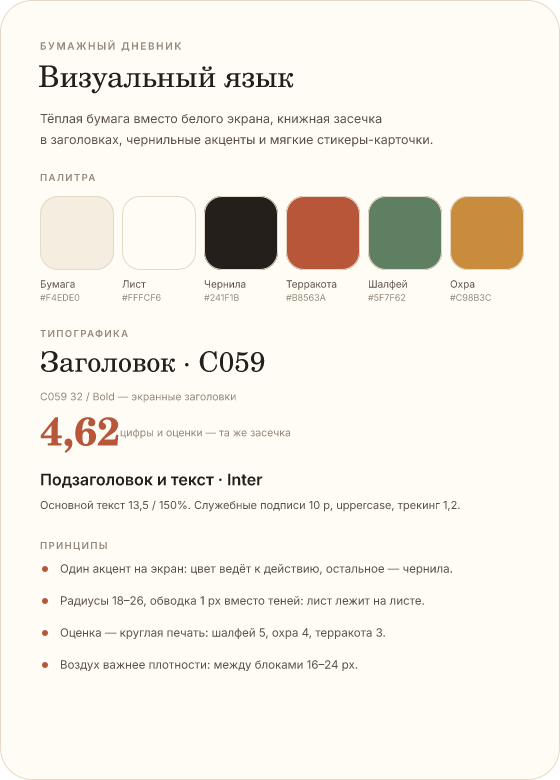 БУМАЖНЫЙ ДНЕВНИК
Визуальный язык
Тёплая бумага вместо белого экрана, книжная засечка
в заголовках, чернильные акценты и мягкие стикеры-карточки.
ПАЛИТРА
Бумага Лист Чернила Терракота Шалфей Охра
#F4EDE0 #FFFCF6 #241F1B #B8563A #5F7F62 #C98B3C
ТИПОГРАФИКА
Заголовок · C059
C059 32 / Bold — экранные заголовки
4,62 цифры и оценки — та же засечка
Подзаголовок и текст · Inter
Основной текст 13,5 / 150%. Служебные подписи 10 p, uppercase, трекинг 1,2.
ПРИНЦИПЫ
• Один акцент на экран: цвет ведёт к действию, остальное — чернила.
• Радиусы 18–26, обводка 1 px вместо теней: лист лежит на листе.
• Оценка — круглая печать: шалфей 5, охра 4, терракота 3.
• Воздух важнее плотности: между блоками 16–24 px.